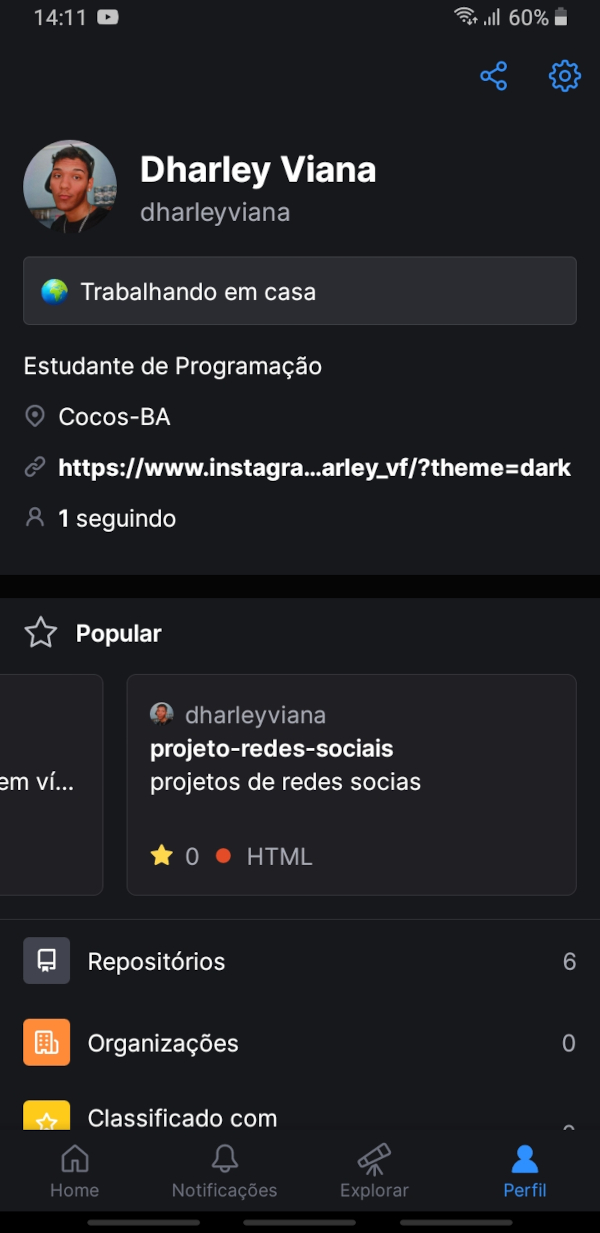 14:11
60%
Dharley Viana
dharleyviana
Trabalhando em casa
Estudante de Programação
Cocos-BA
https://www.instagra...arley_vf/?theme=dark
1 seguindo
Popular
em ví...
dharleyviana
projeto-redes-sociais
projetos de redes socias
0 HTML
Repositórios 6
Organizações 0
Classificado com
Home Notificações Explorar Perfil